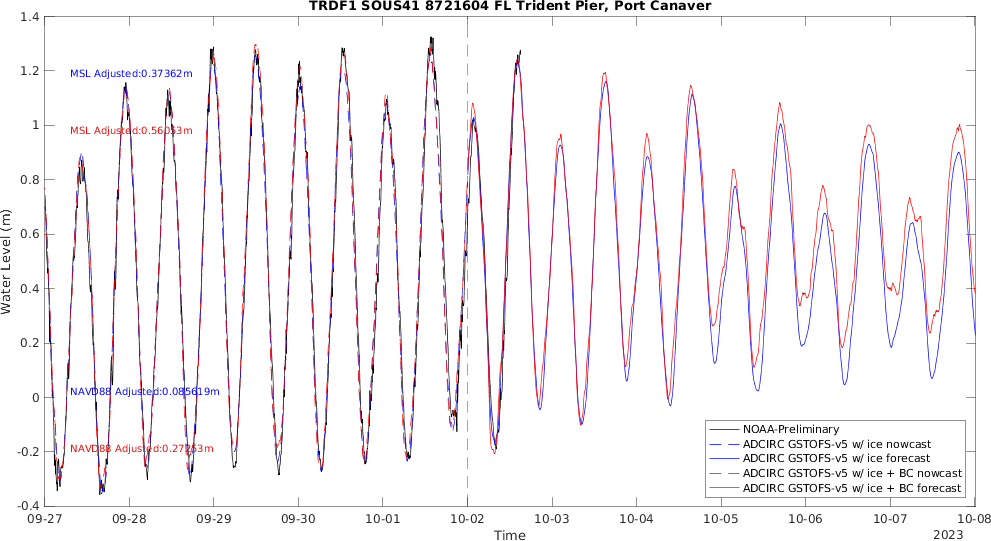 TRDF1 SOUS41 8721604 FL Trident Pier, Port Canaver
1.4
1.2
1
0.8
0.6
0.4
0.2
0
-0.2
-0.4
Water Level (m)
MSL Adjusted:0.37362m
MSL Adjusted:0.56053m
NAVD88 Adjusted:0.085619m
NAVD88 Adjusted:0.27253m
NOAA-Preliminary
ADCIRC GSTOFS-v5 w/ ice nowcast
ADCIRC GSTOFS-v5 w/ ice forecast
ADCIRC GSTOFS-v5 w/ ice + BC nowcast
ADCIRC GSTOFS-v5 w/ ice + BC forecast
09-27 09-28 09-29 09-30 10-01 10-02 10-03 10-04 10-05 10-06 10-07 10-08
Time
2023